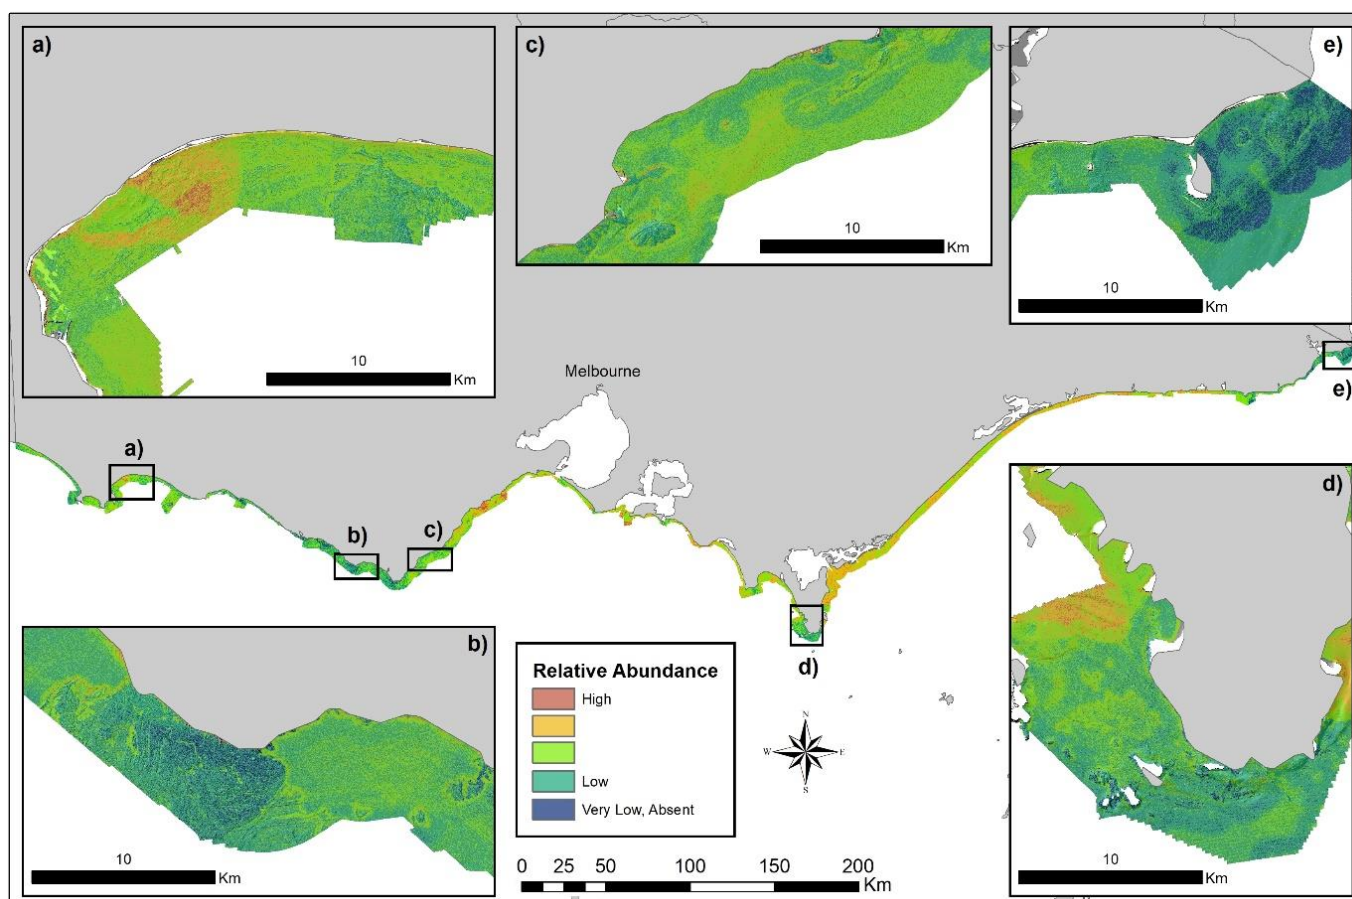 a)
10
Km
c)
10
Km
e)
10
Km
Melbourne
a)
b)
c)
d)
e)
b)
10
Km
Relative Abundance
High
Low
Very Low, Absent
N
W
E
S
0 25 50 100 150 200
Km
d)
10
Km